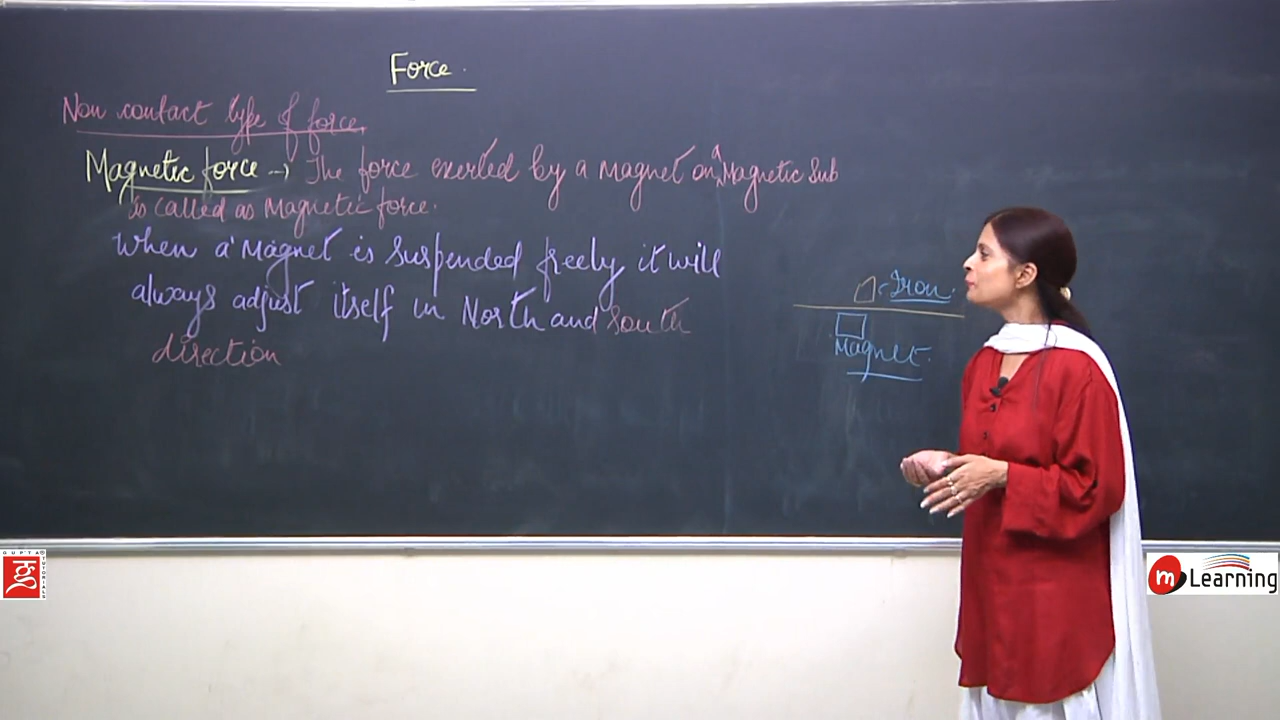 Force.
Non contact type of force.
Magnetic force → The force exerted by a magnet on a Magnetic Sub
is called as Magnetic force.
When a Magnet is suspended freely it will
always adjust itself in North and South
direction
Iron.
Magnet.
GUPTA TUTORIALS
m Learning